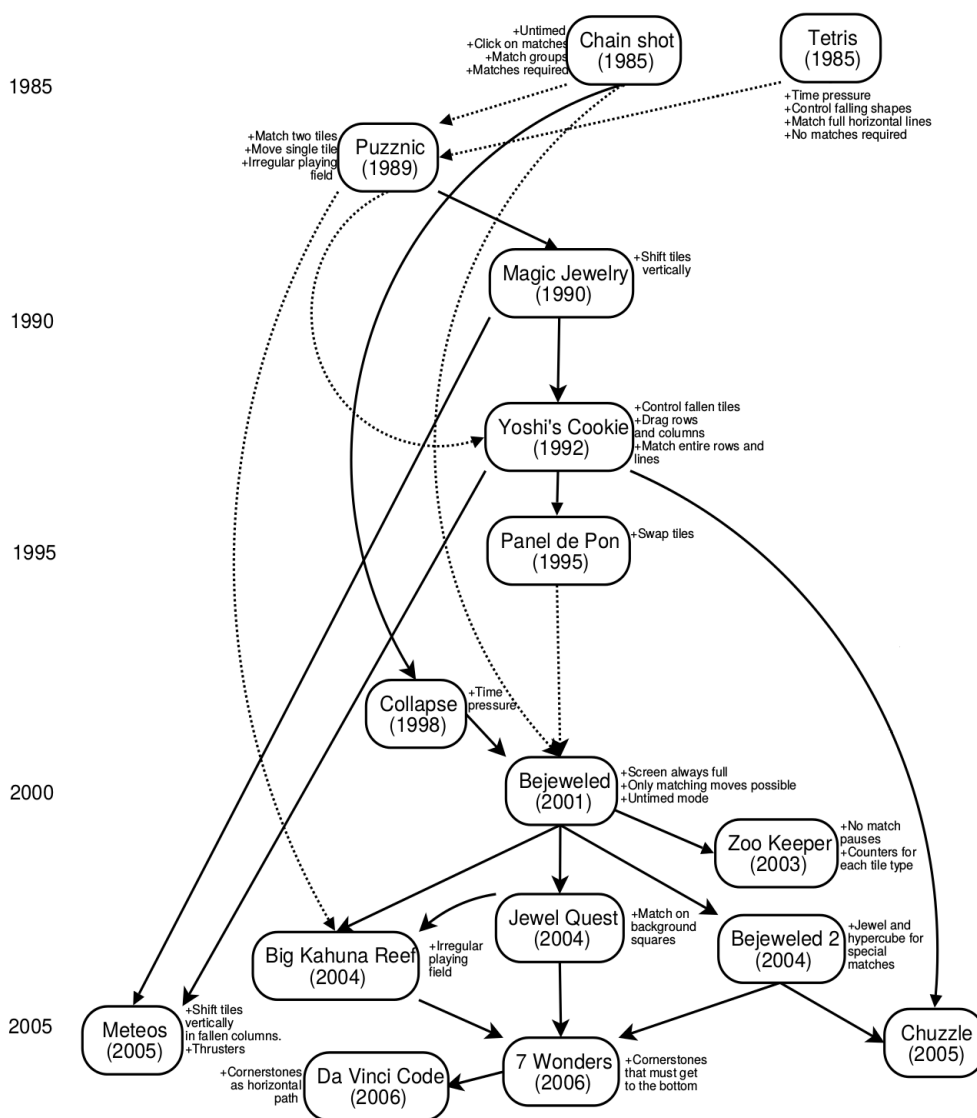 +Untimed
+Click on matches
+Match groups
+Matches required
Chain shot
(1985)
Tetris
(1985)
1985
+Time pressure
+Control falling shapes
+Match full horizontal lines
+No matches required
+Match two tiles
+Move single tile
+Irregular playing
field
Puzznic
(1989)
Magic Jewelry
(1990)
+Shift tiles
vertically
1990
Yoshi's Cookie
(1992)
+Control fallen tiles
+Drag rows
and columns
+Match entire rows and
lines
1995
Panel de Pon
(1995)
+Swap tiles
Collapse
(1998)
+Time
pressure
2000
Bejeweled
(2001)
+Screen always full
+Only matching moves possible
+Untimed mode
Zoo Keeper
(2003)
+No match
pauses
+Counters for
each tile type
Big Kahuna Reef
(2004)
+Irregular
playing
field
Jewel Quest
(2004)
+Match on
background
squares
Bejeweled 2
(2004)
+Jewel and
hypercube for
special
matches
2005
Meteos
(2005)
+Shift tiles
vertically
in fallen columns.
+Thrusters
Chuzzle
(2005)
+Cornerstones
as horizontal
path
Da Vinci Code
(2006)
7 Wonders
(2006)
+Cornerstones
that must get
to the bottom